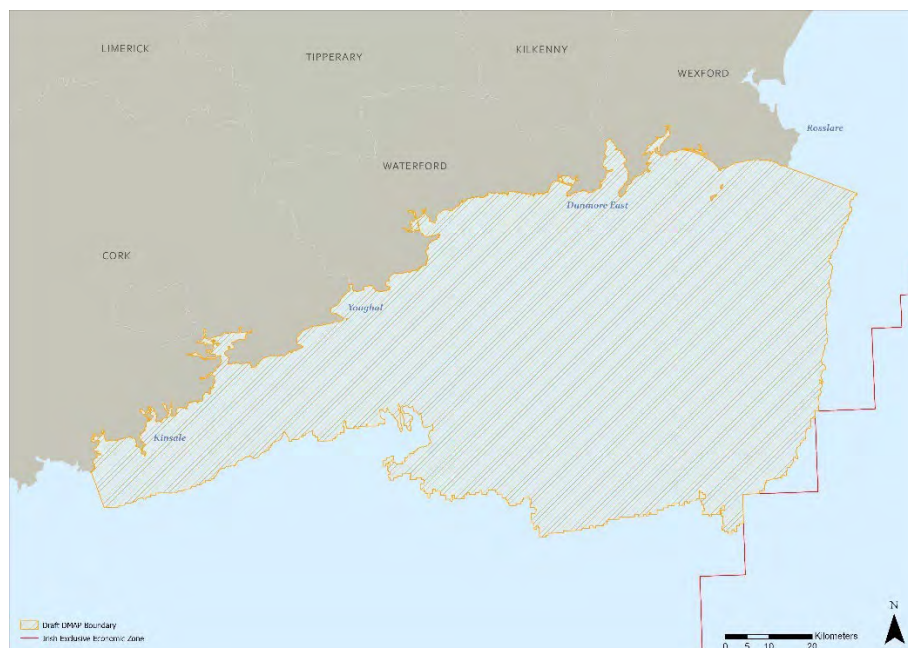 LIMERICK
TIPPERARY
KILKENNY
WEXFORD
Rosslare
WATERFORD
Dunmore East
CORK
Youghal
Kinsale
N
Draft DMAP Boundary
Irish Exclusive Economic Zone
Kilometers
0 5 10 20